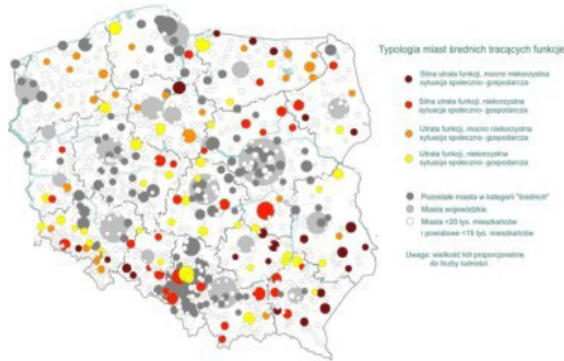 Typologia miast średnich tracących funkcje
Silna utrata funkcji, mocno niekorzystna
sytuacja społeczno- gospodarcza
Silna utrata funkcji, niekorzystna
sytuacja społeczno- gospodarcza
Utrata funkcji, mocno niekorzystna
sytuacja społeczno- gospodarcza
Utrata funkcji, niekorzystna
sytuacja społeczno- gospodarcza
Pozostałe miasta w kategorii "średnich"
Miasta wojewódzkie
Miasta <20 tys. mieszkańców
i powiatowe <15 tys. mieszkańców
Uwaga: wielkość kół proporcjonalnie
do liczby ludności